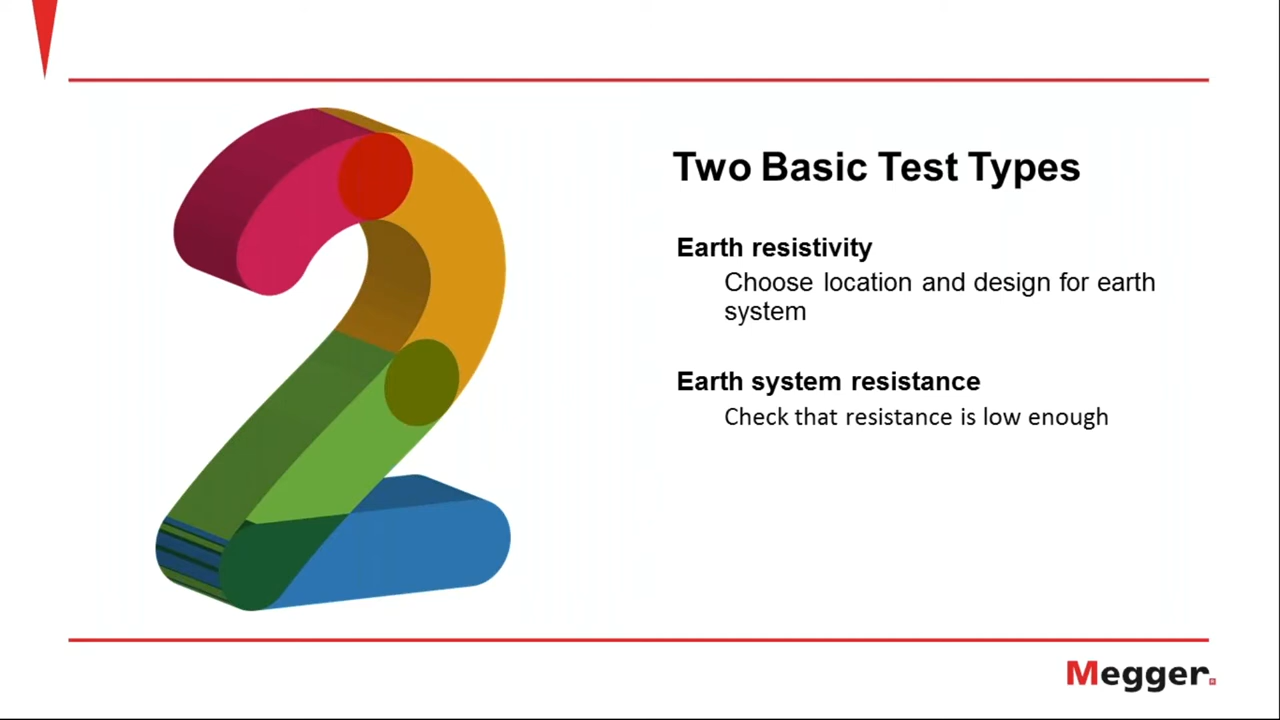 Two Basic Test Types
Earth resistivity
Choose location and design for earth
system
Earth system resistance
Check that resistance is low enough
Megger.